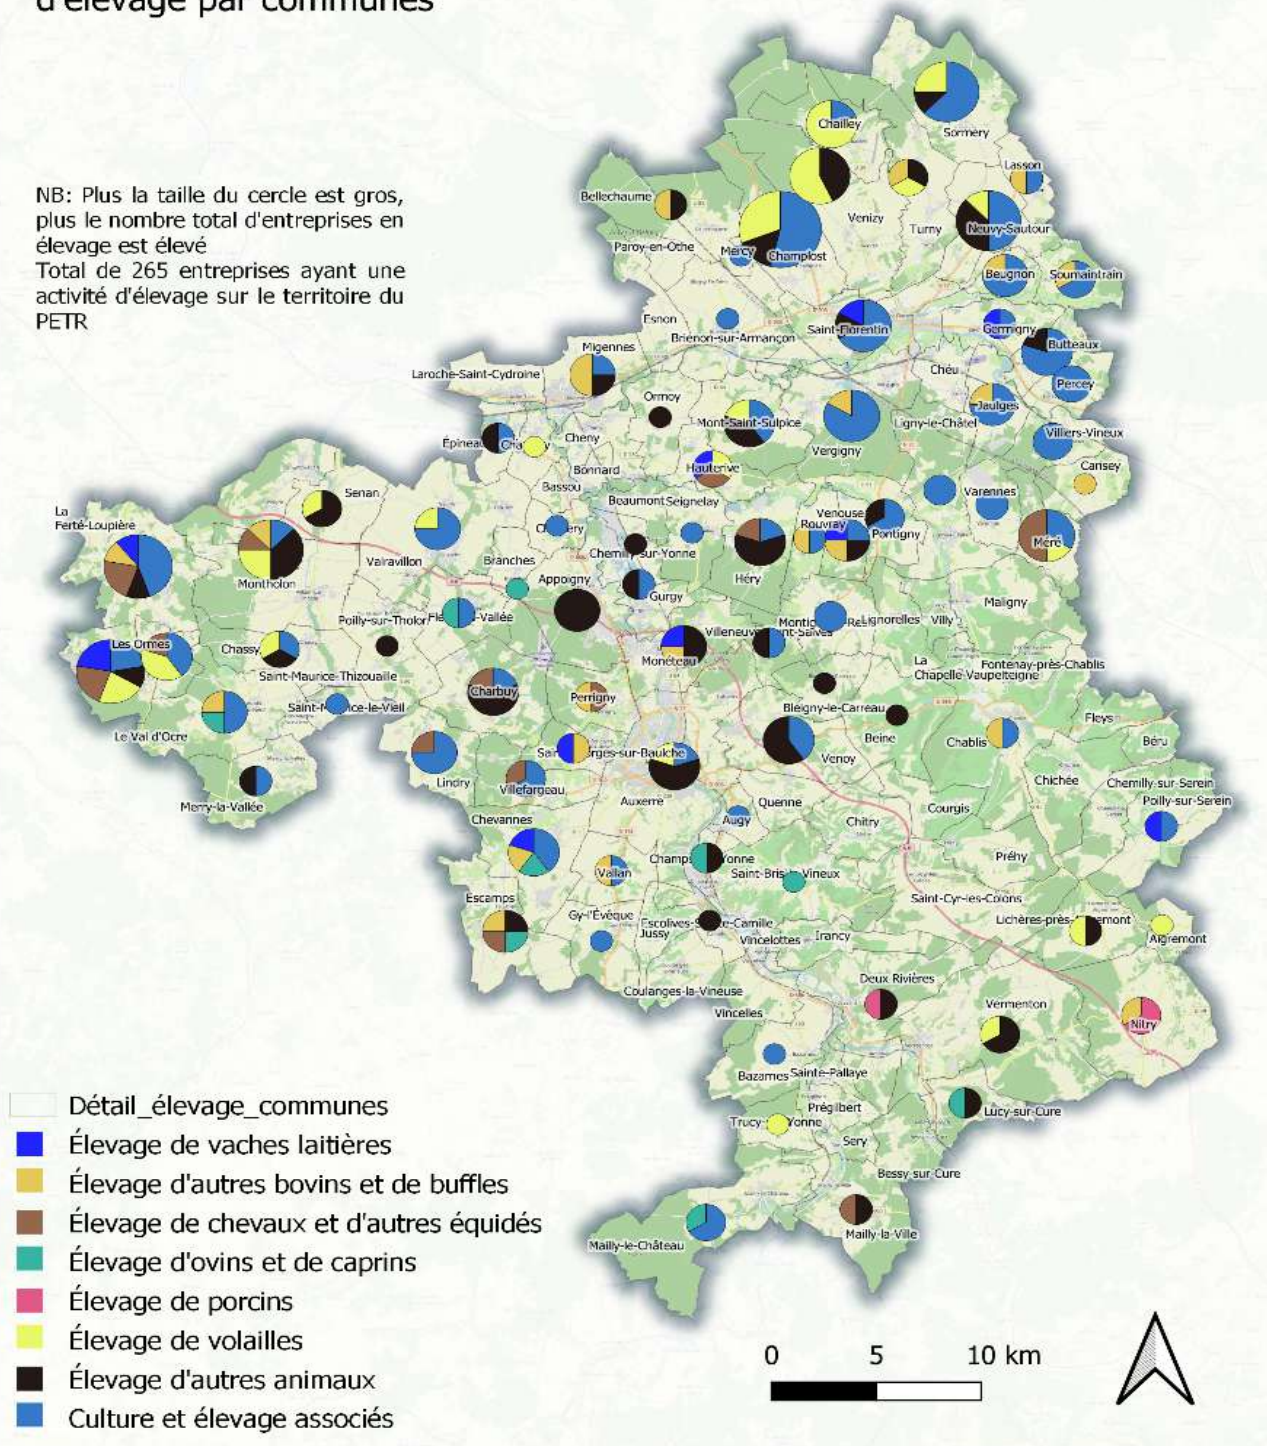 d'élevage par communes
NB: Plus la taille du cercle est gros,
plus le nombre total d'entreprises en
élevage est élevé
Total de 265 entreprises ayant une
activité d'élevage sur le territoire du
PETR
Chailley
Sormery
Lasson
Bellechaume
Venizy
Turny
Neuvy-Sautour
Paroy-en-Othe
Mercy
Champlost
Beugnon
Soumaintrain
Esnon
Brienon-sur-Armançon
Saint-Florentin
Germigny
Butteaux
Migennes
Laroche-Saint-Cydroine
Chéu
Percey
Ormoy
Mont-Saint-Sulpice
Ligny-le-Châtel
Jaulges
Villiers-Vineux
Épineau
Cheny
Vergigny
Bonnard
Hauterive
Carisey
Bassou
Beaumont
Seignelay
Varennes
Senan
La
Ferté-Loupière
Venouse
Rouvray
Pontigny
Chemilly-sur-Yonne
Méré
Valravillon
Branches
Montholon
Appoigny
Héry
Gurgy
Maligny
Poilly-sur-Tholon
Lignorelles
Villy
Les Ormes
Chassy
Monéteau
La
Chapelle-Vaupelteigne
Fontenay-près-Chablis
Saint-Maurice-Thizouaille
Charbuy
Perrigny
Bleigny-le-Carreau
Fleys
Le Val d'Ocre
Beine
Chablis
Béru
Venoy
Lindry
Villefargeau
Chichée
Chemilly-sur-Serein
Poilly-sur-Serein
Merry-la-Vallée
Auxerre
Quenne
Courgis
Chevannes
Augy
Chitry
Préhy
Vallan
Saint-Cyr-les-Colons
Escamps
Gy-l'Évêque
Jussy
Vincelottes
Irancy
Aigremont
Deux Rivières
Coulanges-la-Vineuse
Vincelles
Vermenton
Nitry
Bazarnes
Sainte-Pallaye
Prégilbert
Lucy-sur-Cure
Sery
Bessy-sur-Cure
Mailly-le-Château
Mailly-la-Ville
Détail_élevage_communes
Élevage de vaches laitières
Élevage d'autres bovins et de buffles
Élevage de chevaux et d'autres équidés
Élevage d'ovins et de caprins
Élevage de porcins
Élevage de volailles
Élevage d'autres animaux
Culture et élevage associés
0 5 10 km